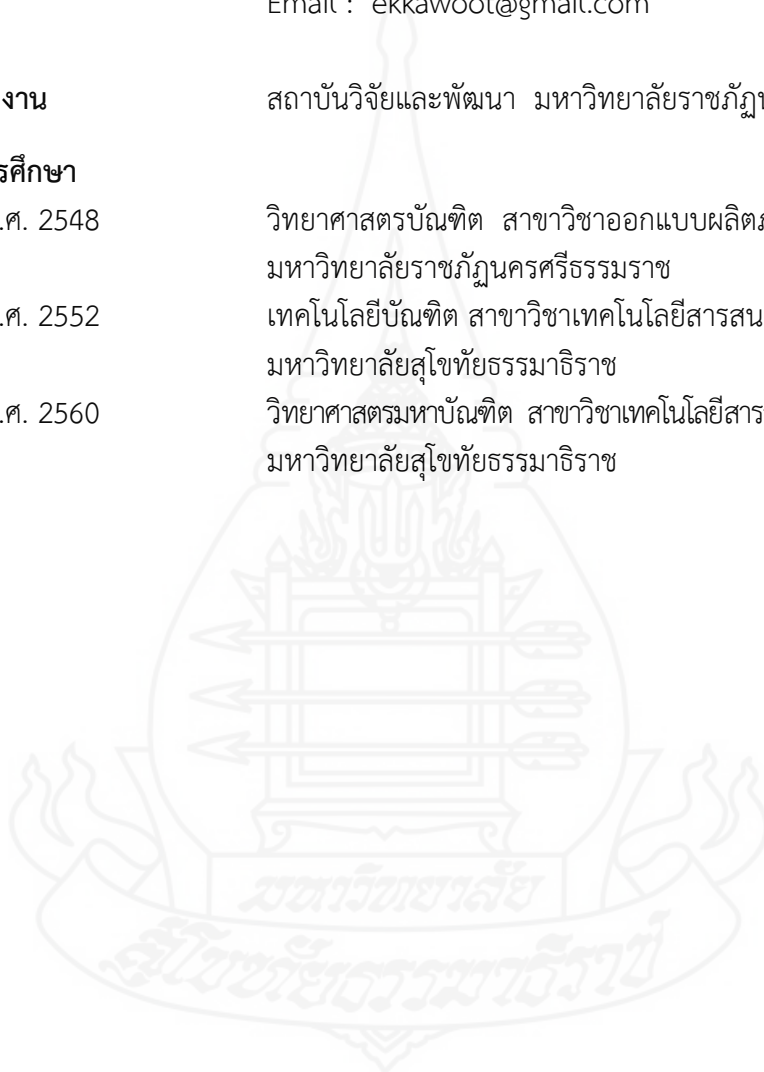 Email : ekkawoot@gmail.com
งาน สถาบันวิจัยและพัฒนา มหาวิทยาลัยราชภัฏ
รศึกษา
.ศ. 2548 วิทยาศาสตรบัณฑิต สาขาวิชาออกแบบผลิต
มหาวิทยาลัยราชภัฏนครศรีธรรมราช
.ศ. 2552 เทคโนโลยีบัณฑิต สาขาวิชาเทคโนโลยีสารสน
มหาวิทยาลัยสุโขทัยธรรมาธิราช
.ศ. 2560 วิทยาศาสตรมหาบัณฑิต สาขาวิชาเทคโนโลยีสาร
มหาวิทยาลัยสุโขทัยธรรมาธิราช
มหาวิทยาลัย
สุโขทัยธรรมาธิราช